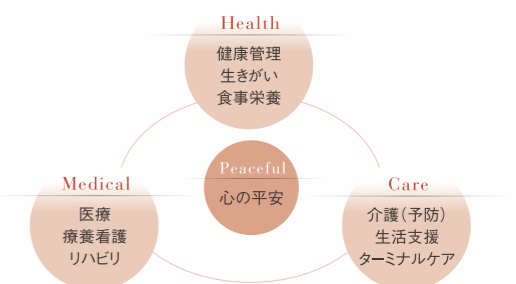 Health
健康管理
生きがい
食事栄養
Peaceful
心の平安
Medical
医療
療養看護
リハビリ
Care
介護（予防）
生活支援
ターミナルケア